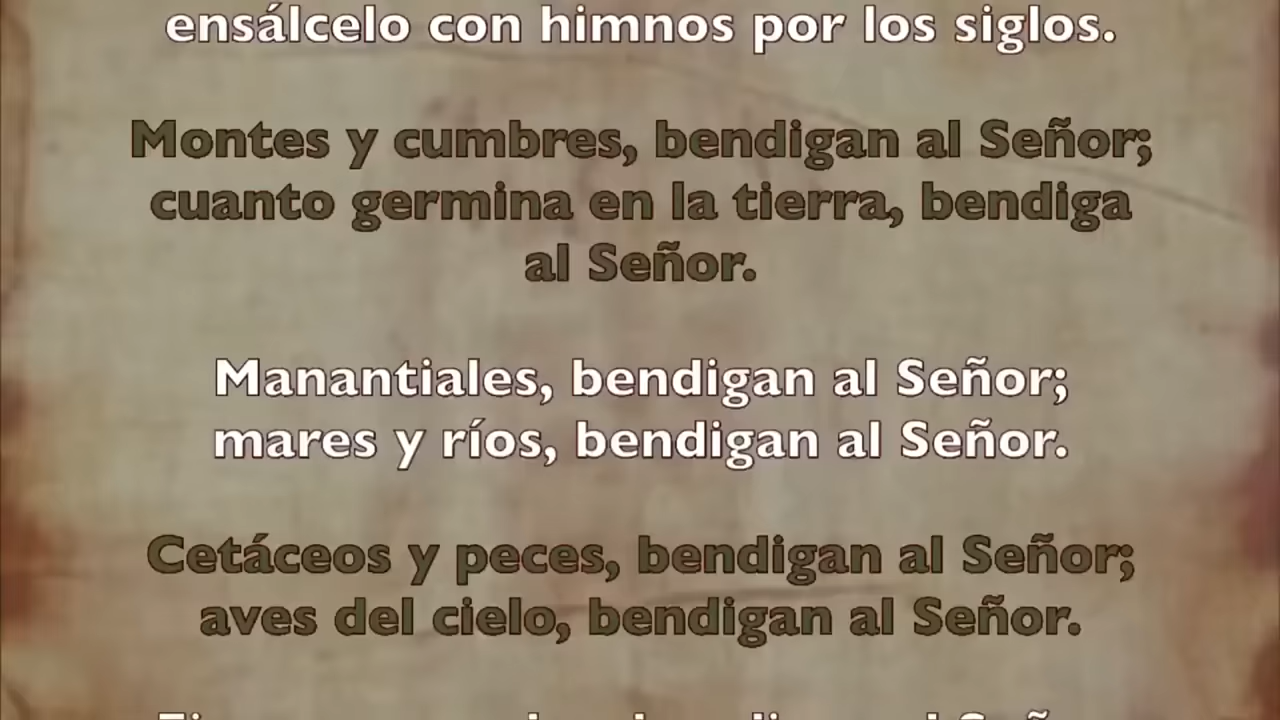 ensálcelo con himnos por los siglos.
Montes y cumbres, bendigan al Señor;
cuanto germina en la tierra, bendiga
al Señor.
Manantiales, bendigan al Señor;
mares y ríos, bendigan al Señor.
Cetáceos y peces, bendigan al Señor;
aves del cielo, bendigan al Señor.